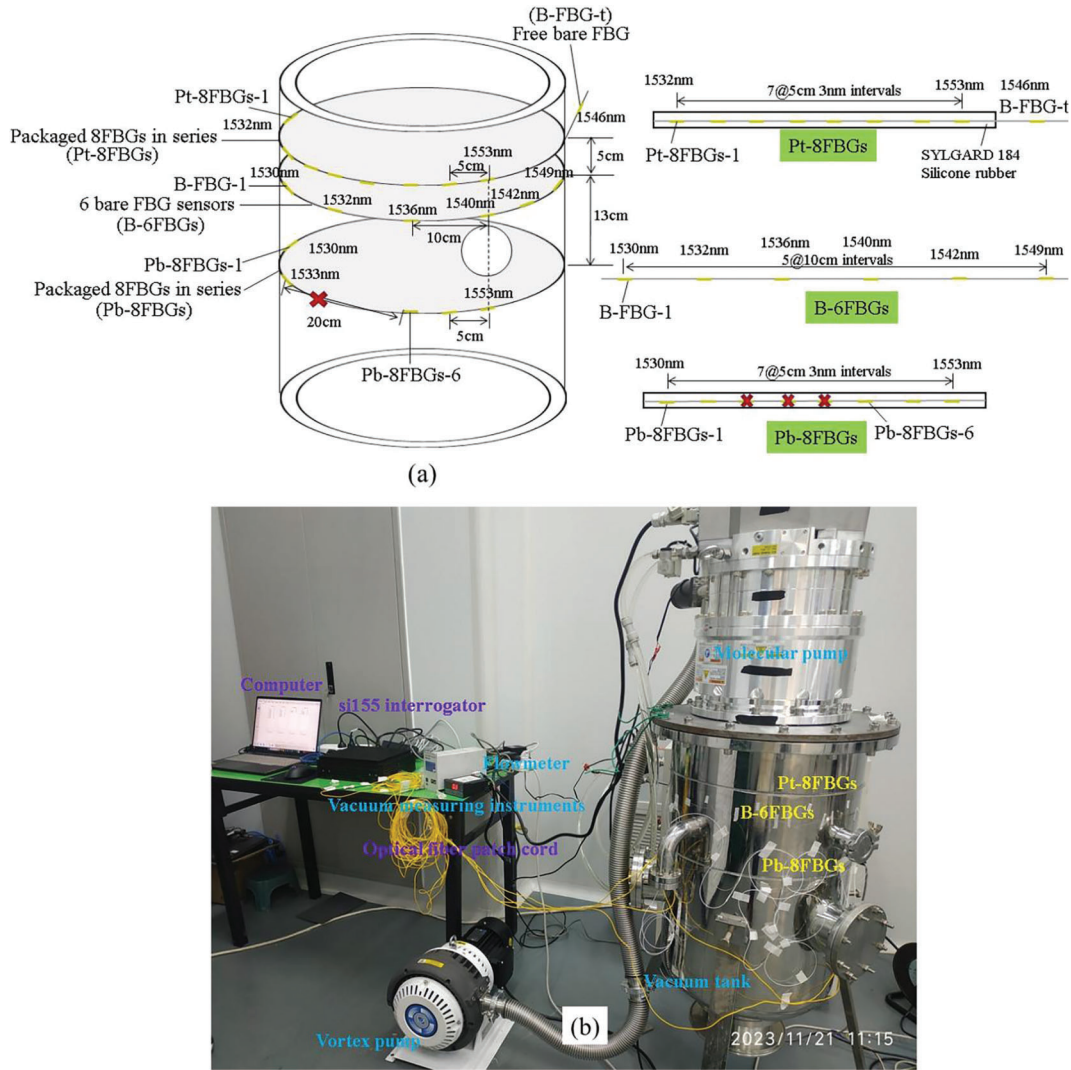 (B-FBG-t)
Free bare FBG
Pt-8FBGs-1
1532nm
Packaged 8FBGs in series
(Pt-8FBGs)
1546nm
1553nm
5cm
5cm
1530nm
B-FBG-1
6 bare FBG sensors
(B-6FBGs)
1549nm
1532nm
1536nm
1540nm
1542nm
10cm
13cm
Pb-8FBGs-1
1530nm
Packaged 8FBGs in series
(Pb-8FBGs)
1533nm
1553nm
20cm
5cm
Pb-8FBGs-6
1532nm
7@5cm 3nm intervals
1553nm
1546nm
B-FBG-t
Pt-8FBGs-1
Pt-8FBGs
SYLGARD 184
Silicone rubber
1530nm
1532nm
1536nm
1540nm
1542nm
1549nm
5@10cm intervals
B-FBG-1
B-6FBGs
1530nm
7@5cm 3nm intervals
1553nm
Pb-8FBGs-1
Pb-8FBGs
Pb-8FBGs-6
(a)
Molecular pump
Computer
si155 interrogator
Flowmeter
Vacuum measuring instruments
Optical fiber patch cord
Pt-8FBGs
B-6FBGs
Pb-8FBGs
Vacuum tank
Vortex pump
(b)
2023/11/21 11:15